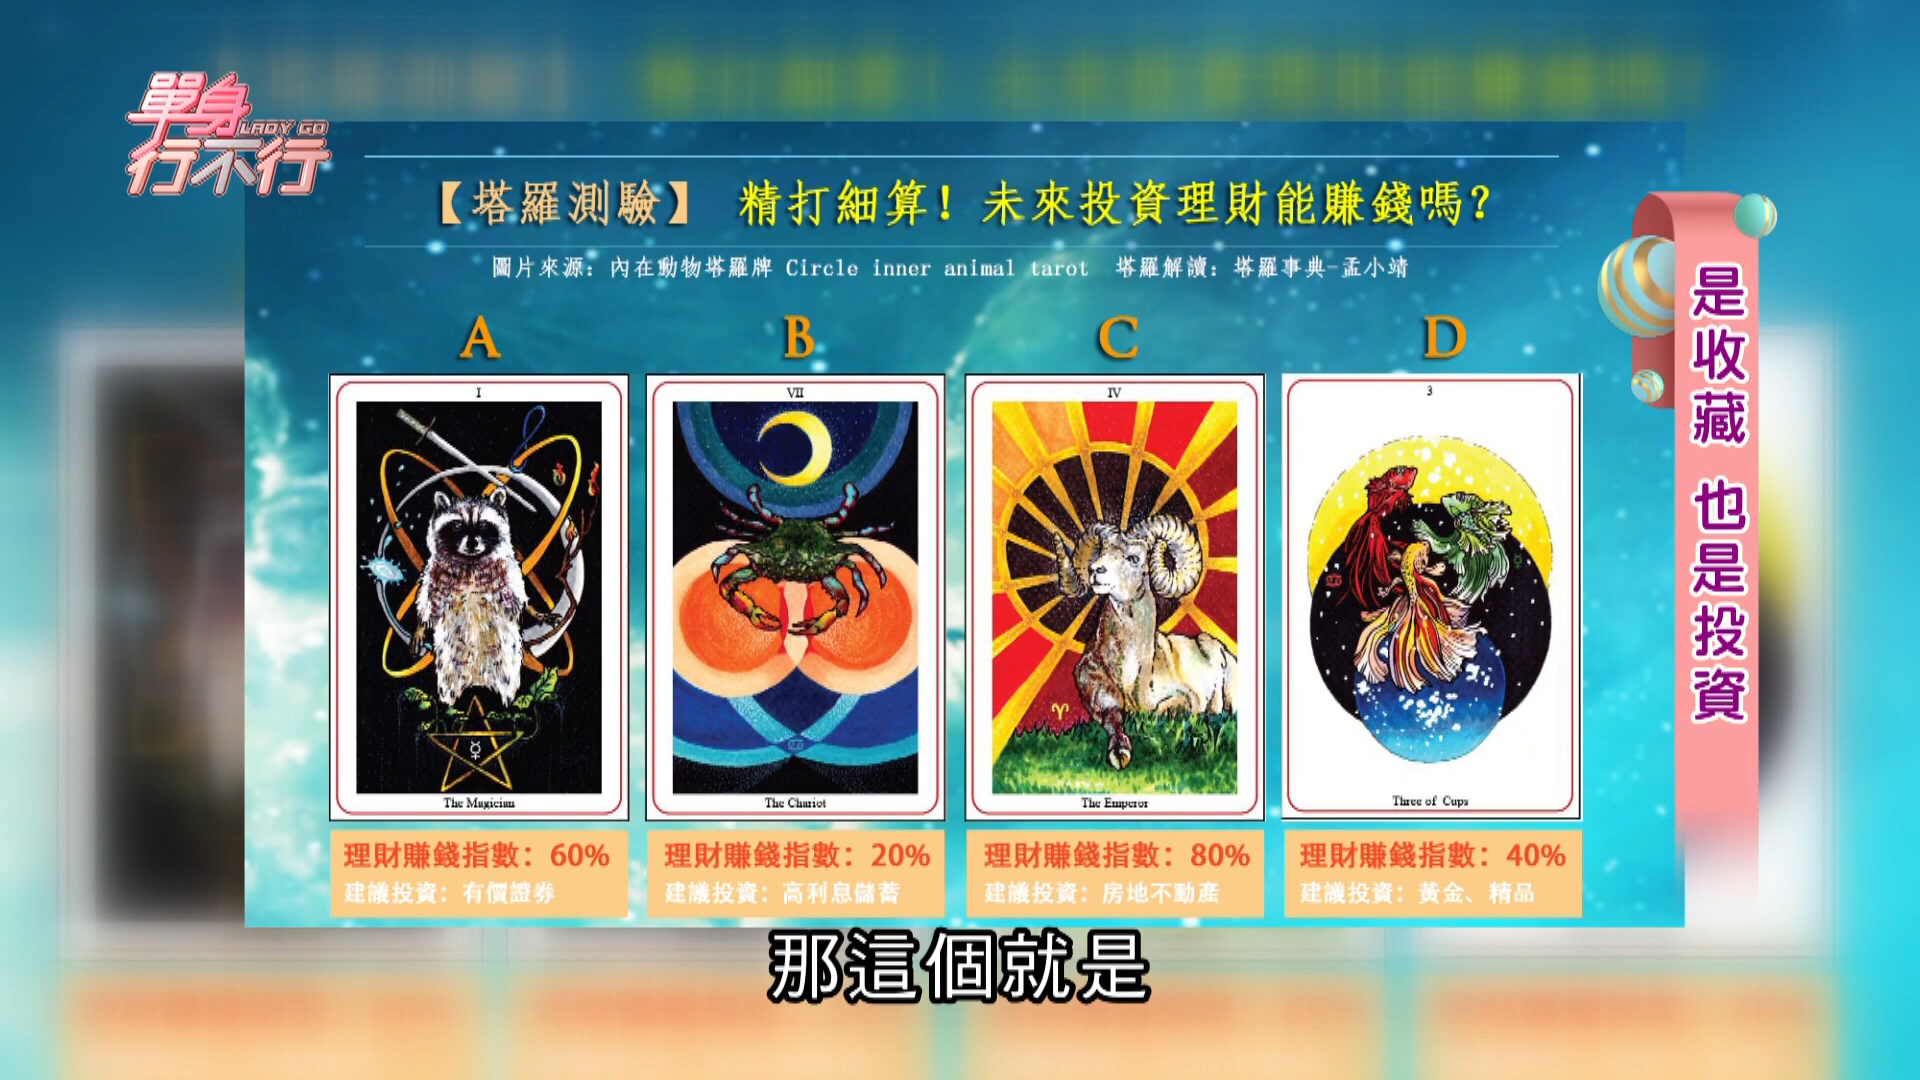 單身
LADY GO
行不行
【塔羅測驗】 精打細算！未來投資理財能賺錢嗎？
圖片來源：內在動物塔羅牌 Circle inner animal tarot 塔羅解讀：塔羅事典-孟小靖
A
B
C
D
I
VII
IV
3
The Magician
The Chariot
The Emperor
Three of Cups
理財賺錢指數：60%
建議投資：有價證券
理財賺錢指數：20%
建議投資：高利息儲蓄
理財賺錢指數：80%
建議投資：房地不動產
理財賺錢指數：40%
建議投資：黃金、精品
是收藏 也是投資
那這個就是